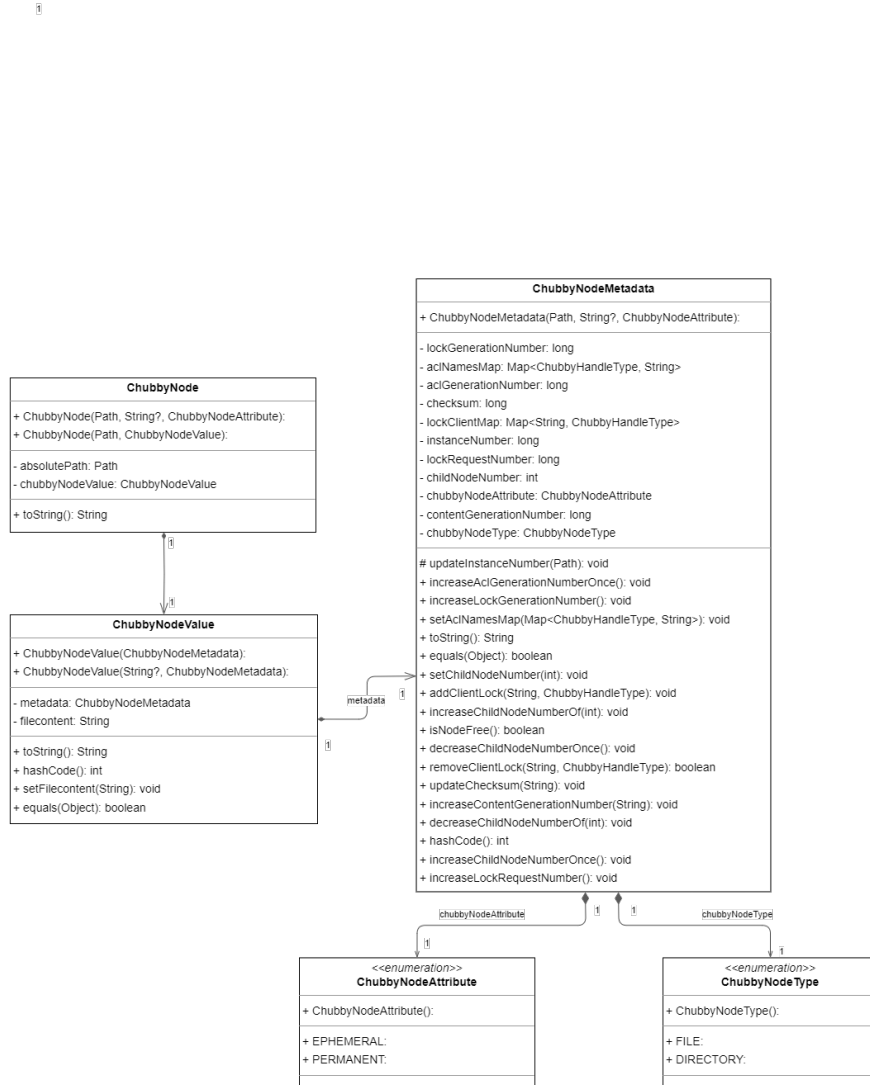 1
ChubbyNodeMetadata
+ ChubbyNodeMetadata(Path, String?, ChubbyNodeAttribute):
- lockGenerationNumber: long
- aclNamesMap: Map<ChubbyHandleType, String>
- aclGenerationNumber: long
- checksum: long
- lockClientMap: Map<String, ChubbyHandleType>
- instanceNumber: long
- lockRequestNumber: long
- childNodeNumber: int
- chubbyNodeAttribute: ChubbyNodeAttribute
- contentGenerationNumber: long
- chubbyNodeType: ChubbyNodeType
# updateInstanceNumber(Path): void
+ increaseAclGenerationNumberOnce(): void
+ increaseLockGenerationNumber(): void
+ setAclNamesMap(Map<ChubbyHandleType, String>): void
+ toString(): String
+ equals(Object): boolean
+ setChildNodeNumber(int): void
+ addClientLock(String, ChubbyHandleType): void
+ increaseChildNodeNumberOf(int): void
+ isNodeFree(): boolean
+ decreaseChildNodeNumberOnce(): void
+ removeClientLock(String, ChubbyHandleType): boolean
+ updateChecksum(String): void
+ increaseContentGenerationNumber(String): void
+ decreaseChildNodeNumberOf(int): void
+ hashCode(): int
+ increaseChildNodeNumberOnce(): void
+ increaseLockRequestNumber(): void
ChubbyNode
+ ChubbyNode(Path, String?, ChubbyNodeAttribute):
+ ChubbyNode(Path, ChubbyNodeValue):
- absolutePath: Path
- chubbyNodeValue: ChubbyNodeValue
+ toString(): String
1
1
ChubbyNodeValue
+ ChubbyNodeValue(ChubbyNodeMetadata):
+ ChubbyNodeValue(String?, ChubbyNodeMetadata):
- metadata: ChubbyNodeMetadata
- filecontent: String
+ toString(): String
+ hashCode(): int
+ setFilecontent(String): void
+ equals(Object): boolean
metadata
1
1
chubbyNodeAttribute
1
1
chubbyNodeType
1
1
<<enumeration>>
ChubbyNodeAttribute
+ ChubbyNodeAttribute():
+ EPHEMERAL:
+ PERMANENT:
<<enumeration>>
ChubbyNodeType
+ ChubbyNodeType():
+ FILE:
+ DIRECTORY: